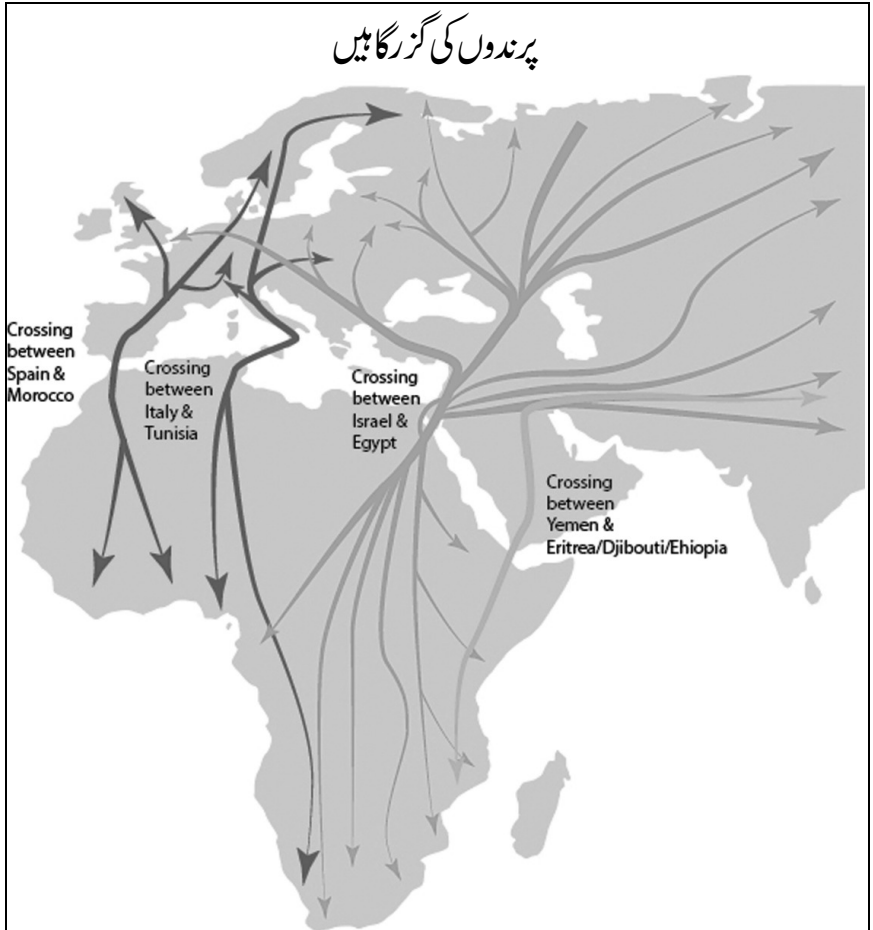 پرندوں کی گزرگاہیں
Crossing
between
Spain &
Morocco
Crossing
between
Italy &
Tunisia
Crossing
between
Israel &
Egypt
Crossing
between
Yemen &
Eritrea/Djibouti/Ehiopia